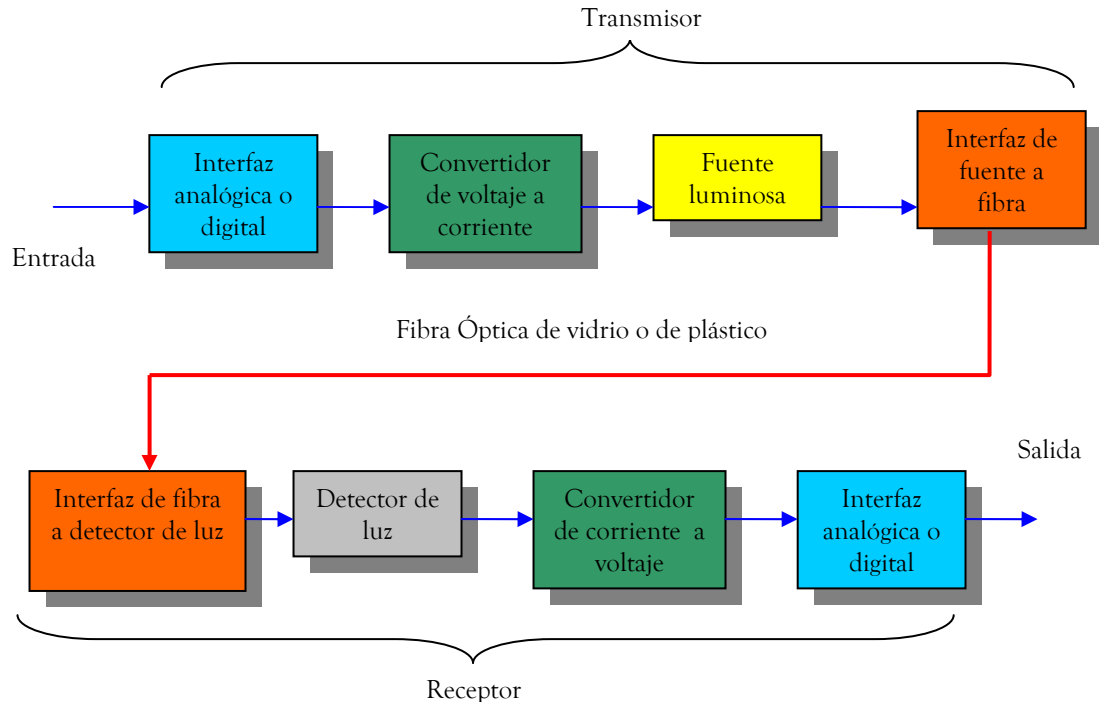 Transmisor
Interfaz
analógica o
digital
Convertidor
de voltaje a
corriente
Fuente
luminosa
Interfaz de
fuente a
fibra
Entrada
Fibra Óptica de vidrio o de plástico
Salida
Interfaz de fibra
a detector de luz
Detector de
luz
Convertidor
de corriente a
voltaje
Interfaz
analógica o
digital
Receptor